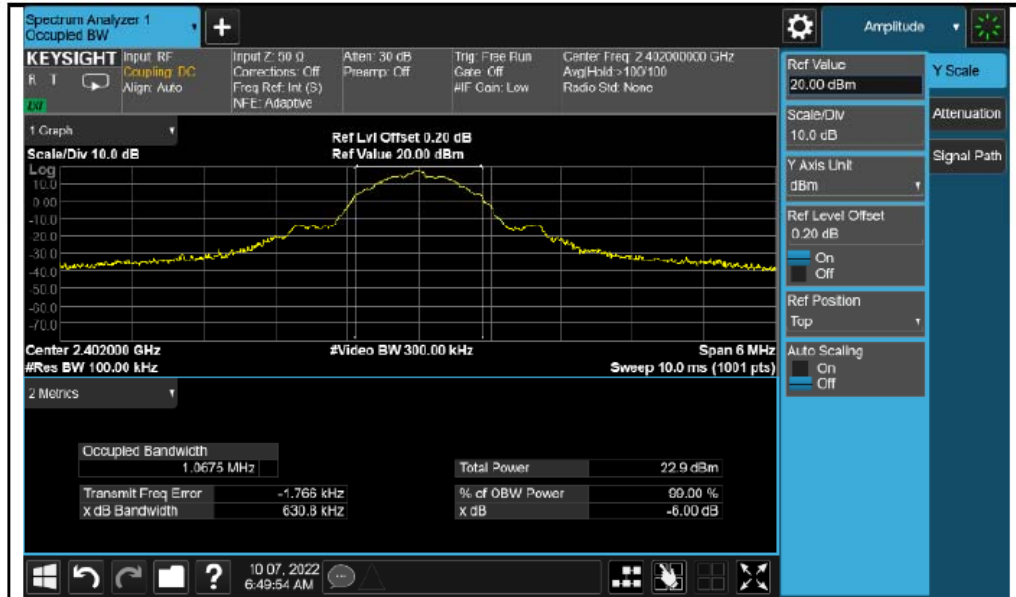 Spectrum Analyzer 1
Occupied BW
Amplitude
KEYSIGHT
R T
Input: RF
Coupling: DC
Align: Auto
Input Z: 50 Ω
Corrections: Off
Freq Ref: Int (S)
NFE: Adaptive
Atten: 30 dB
Preamp: Off
Trig: Free Run
Gate: Off
#IF Gain: Low
Center Freq: 2.402000000 GHz
Avg|Hold:>100/100
Radio Std: None
1 Graph
Scale/Div 10.0 dB
Ref Lvl Offset 0.20 dB
Ref Value 20.00 dBm
Log
10.0
0.00
-10.0
-20.0
-30.0
-40.0
-50.0
-60.0
-70.0
Center 2.402000 GHz
#Video BW 300.00 kHz
Span 6 MHz
#Res BW 100.00 kHz
Sweep 10.0 ms (1001 pts)
2 Metrics
Occupied Bandwidth
1.0675 MHz
Total Power 22.9 dBm
Transmit Freq Error -1.766 kHz
% of OBW Power 99.00 %
x dB Bandwidth 630.8 kHz
x dB -6.00 dB
Ref Value
20.00 dBm
Scale/Div
10.0 dB
Y Axis Unit
dBm
Ref Level Offset
0.20 dB
On
Off
Ref Position
Top
Auto Scaling
On
Off
Y Scale
Attenuation
Signal Path
?
10 07, 2022
6:49:54 AM